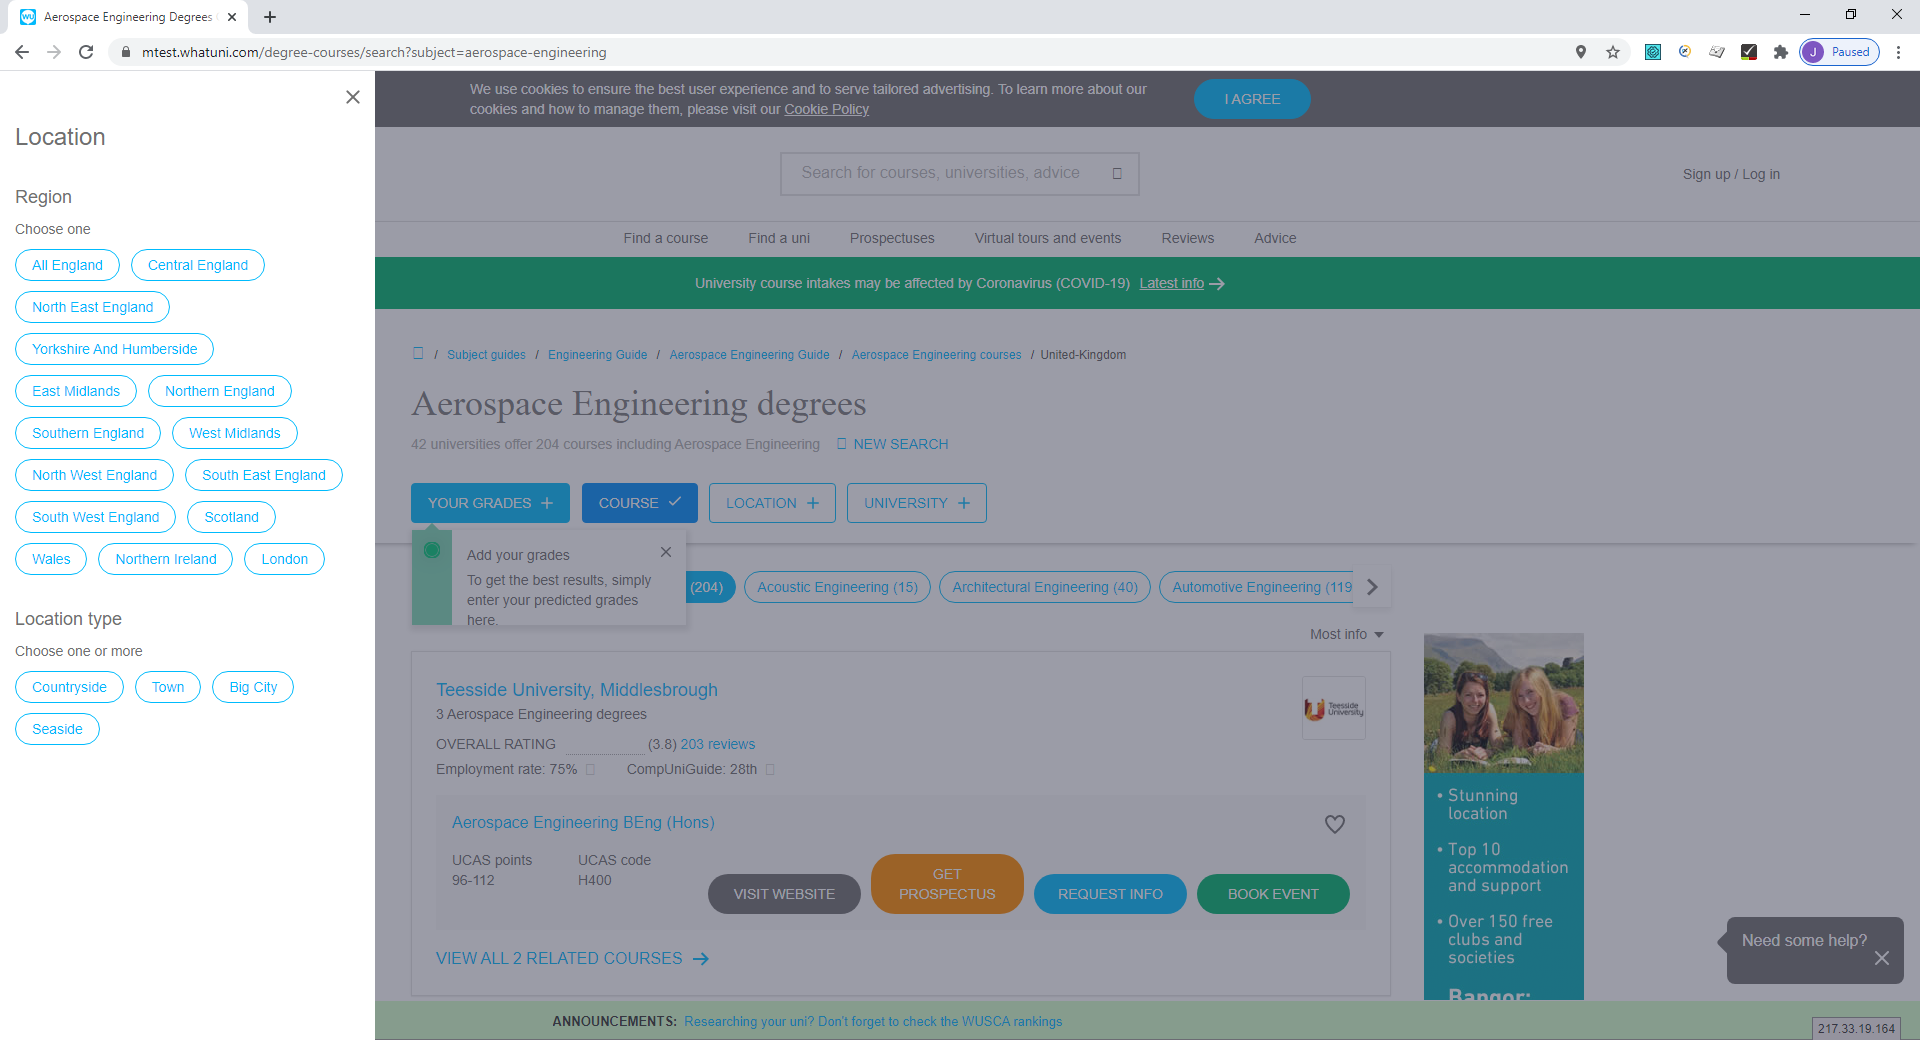 Aerospace Engineering Degrees
mtest.whatuni.com/degree-courses/search?subject=aerospace-engineering
J Paused
Location
Region
Choose one
All England Central England
North East England
Yorkshire And Humberside
East Midlands Northern England
Southern England West Midlands
North West England South East England
South West England Scotland
Wales Northern Ireland London
Location type
Choose one or more
Countryside Town Big City
Seaside
We use cookies to ensure the best user experience and to serve tailored advertising. To learn more about our
cookies and how to manage them, please visit our Cookie Policy
I AGREE
Search for courses, universities, advice
Sign up / Log in
Find a course Find a uni Prospectuses Virtual tours and events Reviews Advice
University course intakes may be affected by Coronavirus (COVID-19) Latest info
/ Subject guides / Engineering Guide / Aerospace Engineering Guide / Aerospace Engineering courses / United-Kingdom
Aerospace Engineering degrees
42 universities offer 204 courses including Aerospace Engineering NEW SEARCH
YOUR GRADES COURSE LOCATION UNIVERSITY
Add your grades
To get the best results, simply
enter your predicted grades
here.
(204) Acoustic Engineering (15) Architectural Engineering (40) Automotive Engineering (119
Most info
Teesside University, Middlesbrough
3 Aerospace Engineering degrees
OVERALL RATING (3.8) 203 reviews
Employment rate: 75% CompUniGuide: 28th
Teesside
University
Aerospace Engineering BEng (Hons)
UCAS points UCAS code
96-112 H400
VISIT WEBSITE
GET
PROSPECTUS
REQUEST INFO
BOOK EVENT
VIEW ALL 2 RELATED COURSES
• Stunning
location
• Top 10
accommodation
and support
• Over 150 free
clubs and
societies
Bangor:
Need some help?
ANNOUNCEMENTS: Researching your uni? Don't forget to check the WUSCA rankings
217.33.19.164